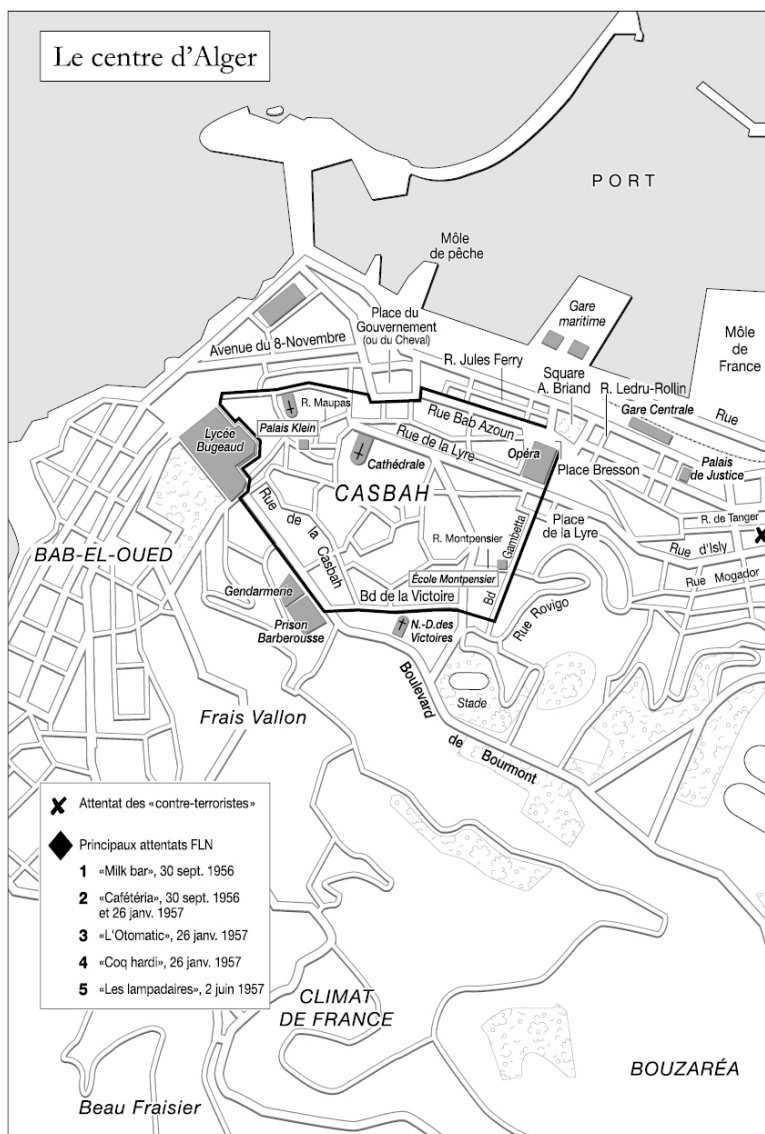 Le centre d'Alger
PORT
Môle
de pêche
Gare
maritime
Môle
de
France
Place du
Gouvernement
(ou du Cheval)
Avenue du 8-Novembre
R. Jules Ferry
Square
A. Briand
R. Ledru-Rollin
Gare Centrale
Rue
R. Maupas
Rue Bab Azoun
Lycée
Bugeaud
Palais Klein
Rue de la Lyre
Opéra
Cathédrale
Place Bresson
Palais
de Justice
CASBAH
R. de Tanger
Place
de la Lyre
Rue d'Isly
BAB-EL-OUED
Rue de la Casbah
R. Montpensier
Bd Gambetta
École Montpensier
Rue Mogador
Gendarmerie
Bd de la Victoire
Rue Rovigo
Prison
Barberousse
N.-D.des
Victoires
Stade
Frais Vallon
Boulevard
de Bourmont
Attentat des «contre-terroristes»
Principaux attentats FLN
1 «Milk bar», 30 sept. 1956
2 «Cafétéria», 30 sept. 1956
et 26 janv. 1957
3 «L'Otomatic», 26 janv. 1957
4 «Coq hardi», 26 janv. 1957
5 «Les lampadaires», 2 juin 1957
CLIMAT
DE FRANCE
BOUZARÉA
Beau Fraisier